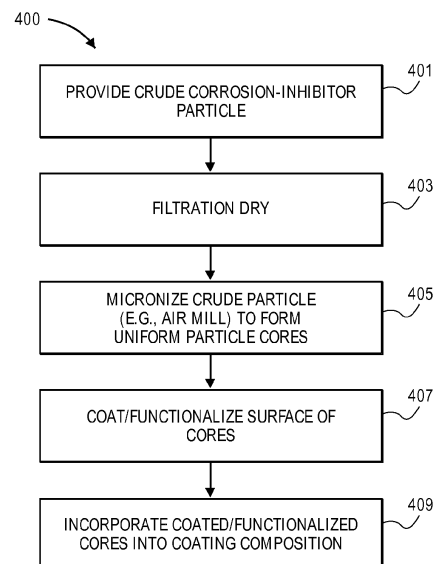 400
PROVIDE CRUDE CORROSION-INHIBITOR
PARTICLE
401
FILTRATION DRY
403
MICRONIZE CRUDE PARTICLE
(E.G., AIR MILL) TO FORM
UNIFORM PARTICLE CORES
405
COAT/FUNCTIONALIZE SURFACE OF
CORES
407
INCORPORATE COATED/FUNCTIONALIZED
CORES INTO COATING COMPOSITION
409